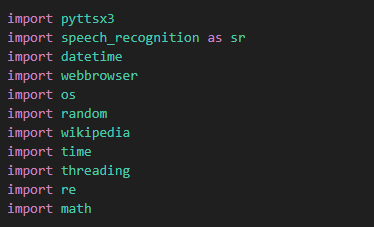 import pyttsx3
import speech_recognition as sr
import datetime
import webbrowser
import os
import random
import wikipedia
import time
import threading
import re
import math